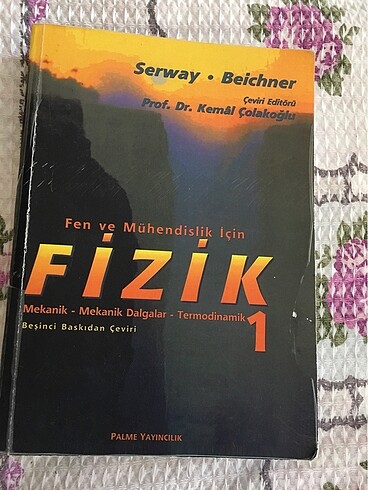 Serway • Beichner
Çeviri Editörü
Prof. Dr. Kemâl Çolakoğlu
Fen ve Mühendislik İçin
FİZİK
Mekanik - Mekanik Dalgalar - Termodinamik
1
Beşinci Baskıdan Çeviri
PALME YAYINCILIK